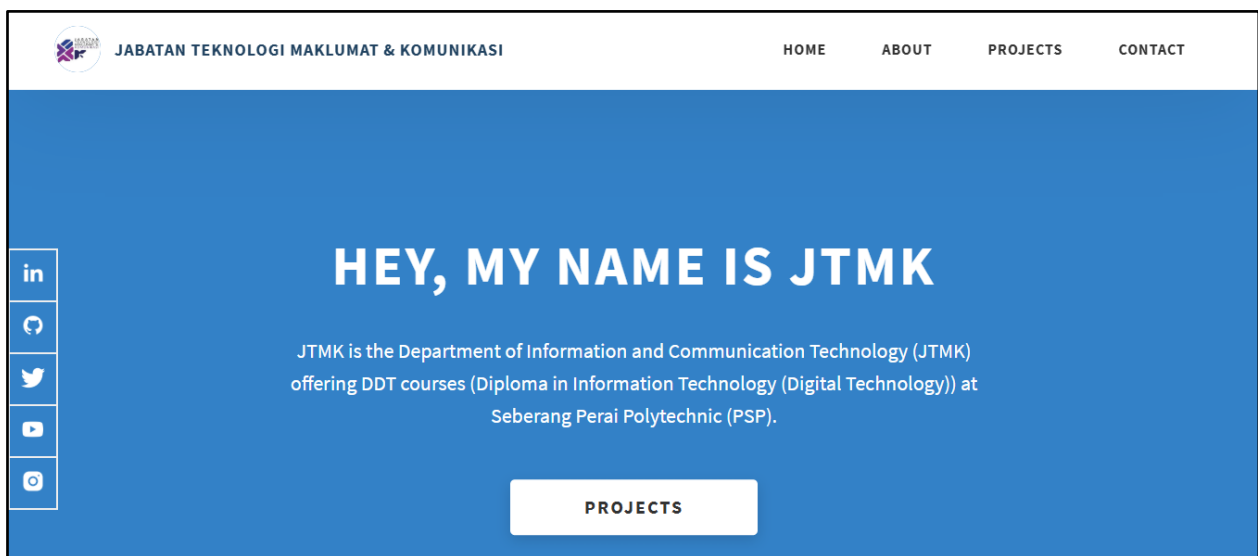 JABATAN TEKNOLOGI MAKLUMAT & KOMUNIKASI
HOME ABOUT PROJECTS CONTACT
HEY, MY NAME IS JTMK
JTMK is the Department of Information and Communication Technology (JTMK)
offering DDT courses (Diploma in Information Technology (Digital Technology)) at
Seberang Perai Polytechnic (PSP).
in
PROJECTS